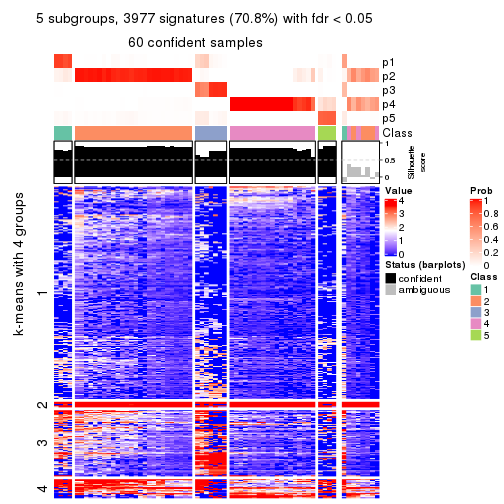 5 subgroups, 3977 signatures (70.8%) with fdr < 0.05
60 confident samples
p1
p2
p3
p4
p5
Class
1
0.5
0
Silhouette
score
k-means with 4 groups
1
2
3
4
Value
4
3
2
1
0
Status (barplots)
confident
ambiguous
Prob
1
0.8
0.6
0.4
0.2
0
Class
1
2
3
4
5